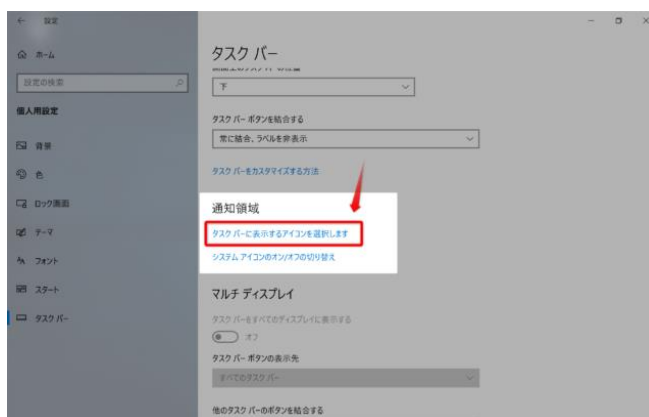 設定
ホーム
設定の検索
個人用設定
背景
色
ロック画面
テーマ
フォント
スタート
タスク バー
タスク バー
下
タスク バー ボタンを結合する
常に結合、ラベルを非表示
タスク バーをカスタマイズする方法
通知領域
タスク バーに表示するアイコンを選択します
システム アイコンのオン/オフの切り替え
マルチ ディスプレイ
タスク バーをすべてのディスプレイに表示する
オフ
タスク バー ボタンの表示先
すべてのタスク バー
他のタスク バーのボタンを結合する